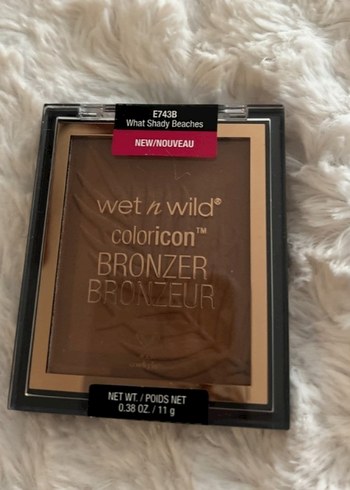 E743B
What Shady Beaches
NEW/NOUVEAU
wet n wild®
coloricon™
BRONZER
BRONZEUR
NET WT. / POIDS NET
0.38 OZ. / 11 g